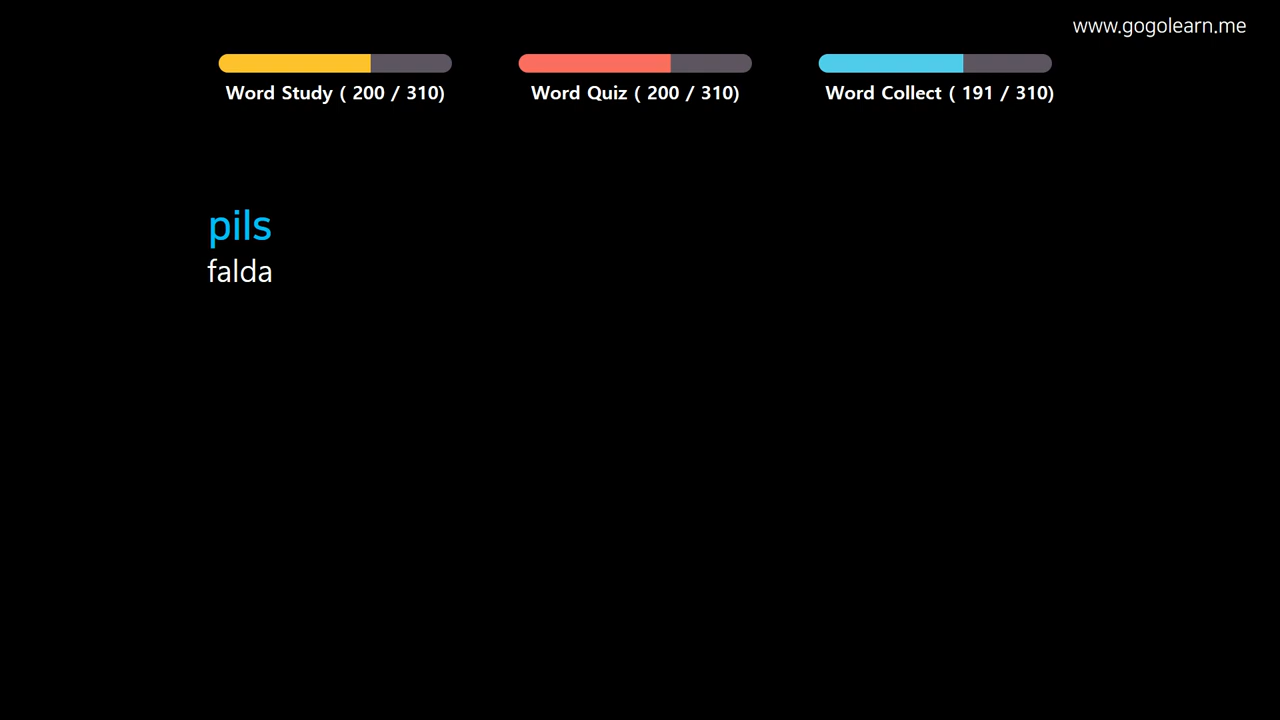 www.gogolearn.me
Word Study ( 200 / 310)
Word Quiz ( 200 / 310)
Word Collect ( 191 / 310)
pils
falda